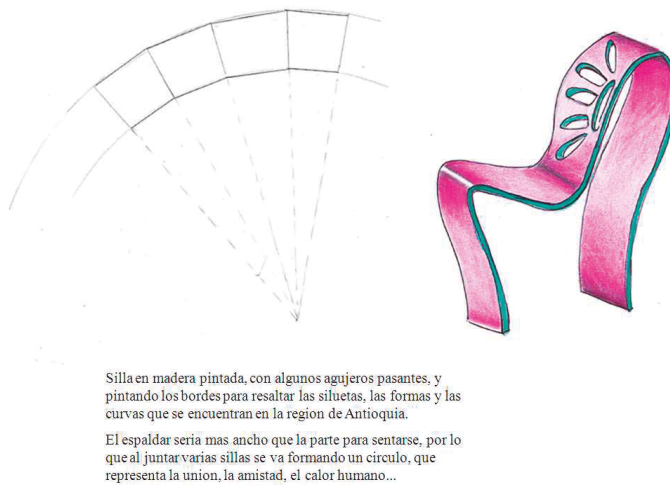 Silla en madera pintada, con algunos agujeros pasantes, y
pintando los bordes para resaltar las siluetas, las formas y las
curvas que se encuentran en la region de Antioquia.
El espaldar seria mas ancho que la parte para sentarse, por lo
que al juntar varias sillas se va formando un circulo, que
representa la union, la amistad, el calor humano...